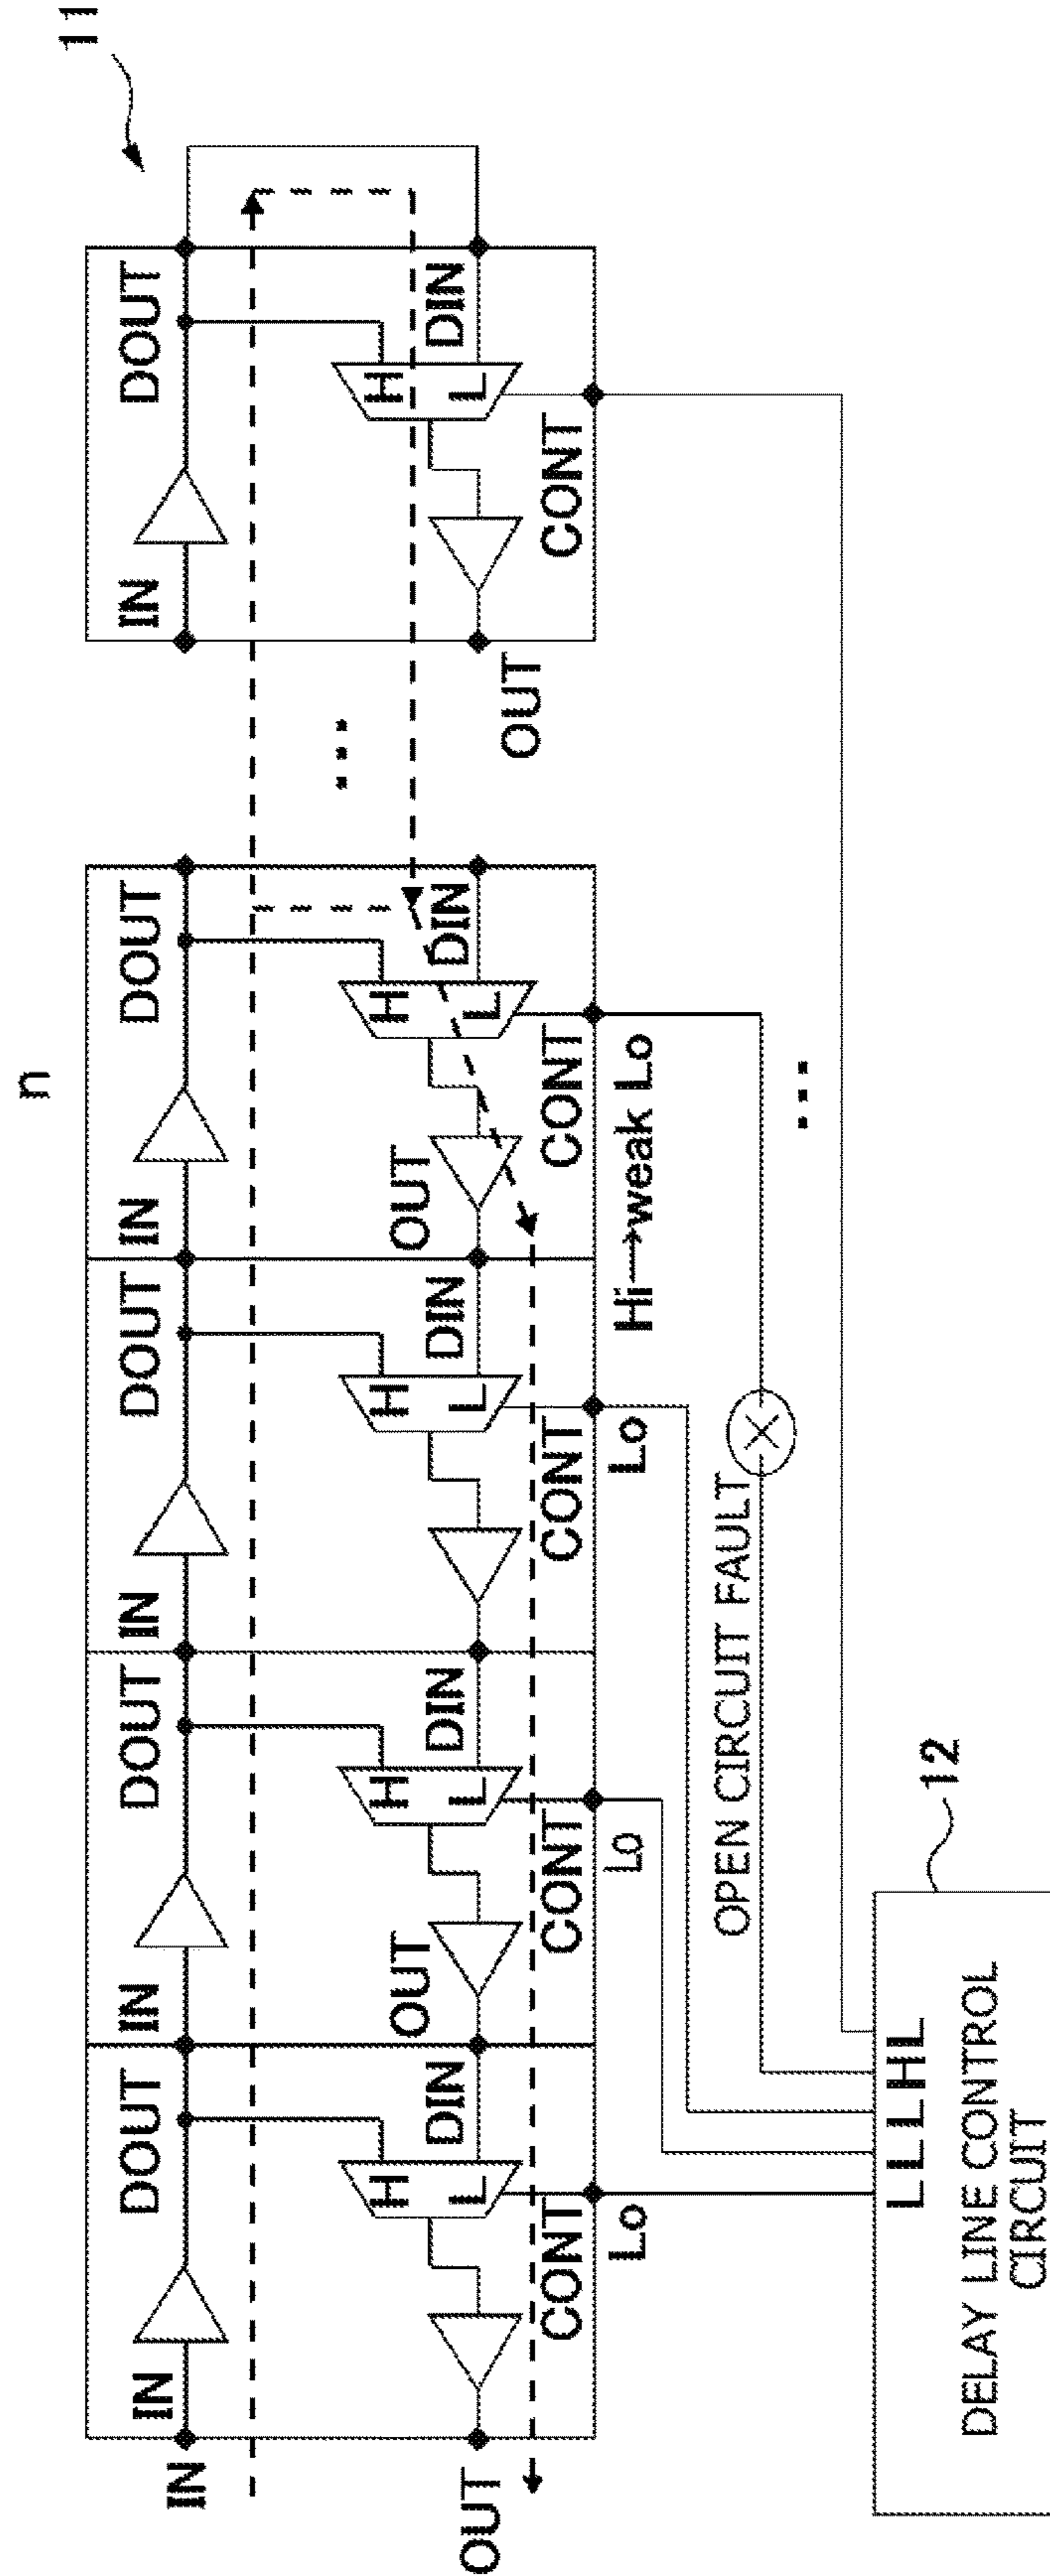 11
n
IN
IN
DOUT
IN
DOUT
IN
DOUT
IN
DOUT
IN
DOUT
H
L
DIN
H
L
DIN
H
L
DIN
H
L
DIN
H
L
DIN
OUT
OUT
OUT
OUT
CONT
CONT
CONT
CONT
CONT
Lo
Lo
Lo
Hi→weak Lo
...
...
OPEN CIRCUIT FAULT
L L L H L
12
DELAY LINE CONTROL
CIRCUIT